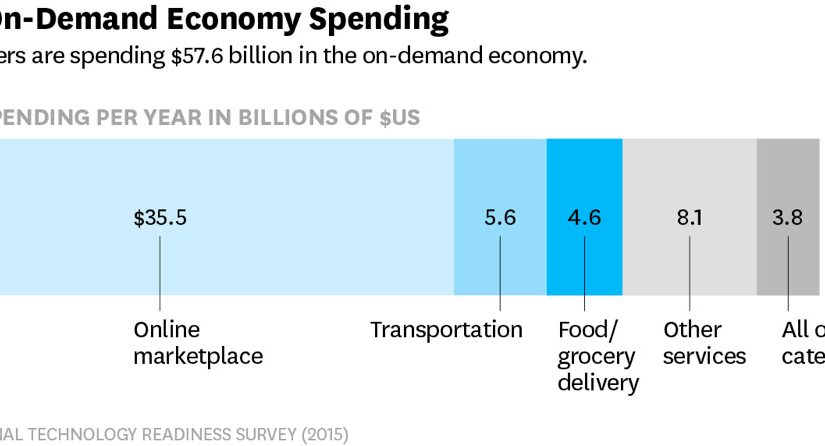 On-Demand Economy Spending
ers are spending $57.6 billion in the on-demand economy.
PENDING PER YEAR IN BILLIONS OF $US
$35.5 5.6 4.6 8.1 3.8
Online marketplace
Transportation
Food/
grocery
delivery
Other
services
All o
cate
NAL TECHNOLOGY READINESS SURVEY (2015)